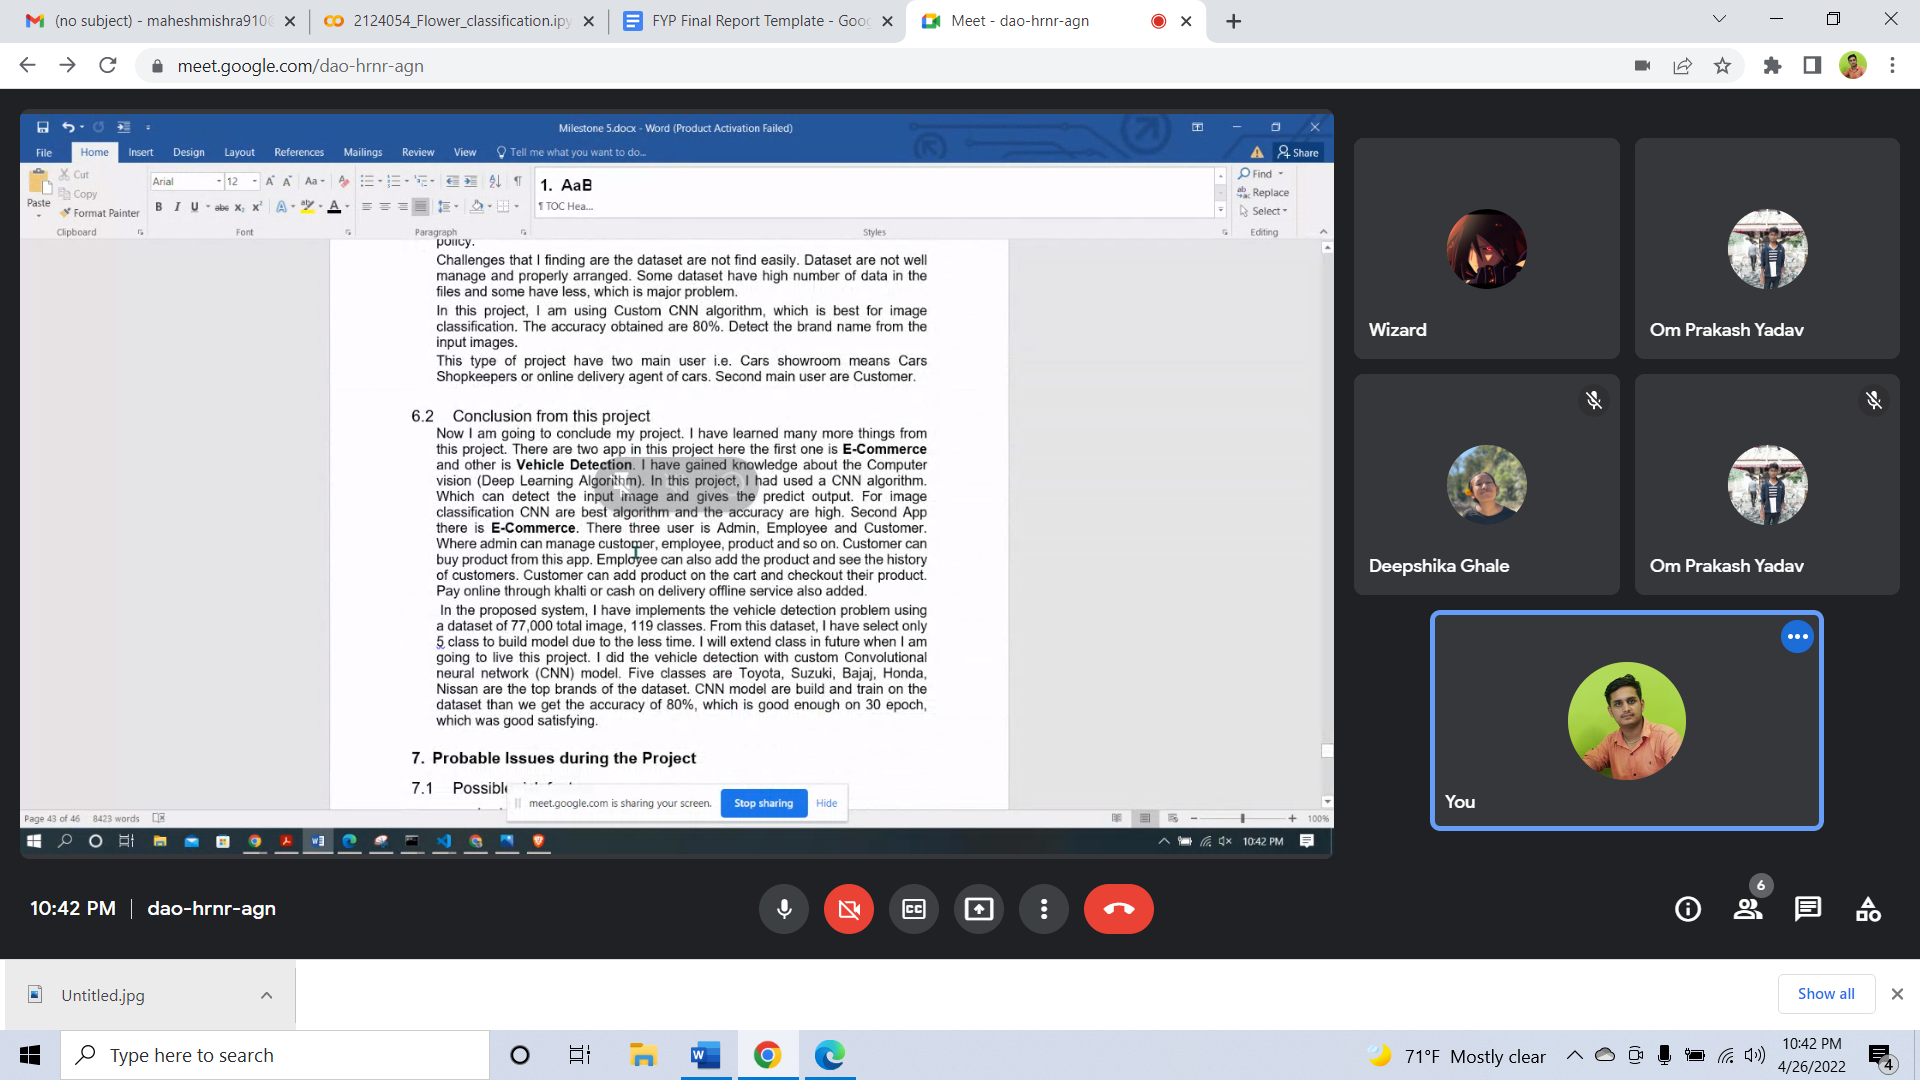 (no subject) - maheshmishra910
2124054_Flower_classification.ipy
FYP Final Report Template - Goo
Meet - dao-hrnr-agn
meet.google.com/dao-hrnr-agn
Milestone 5.docx - Word (Product Activation Failed)
File Home Insert Design Layout References Mailings Review View Tell me what you want to do... Share
Paste
Cut
Copy
Format Painter
Clipboard
Arial 12
Font
Paragraph
1. AaB
¶ TOC Hea...
Styles
Find
Replace
Select
Editing
policy.
Challenges that I finding are the dataset are not find easily. Dataset are not well
manage and properly arranged. Some dataset have high number of data in the
files and some have less, which is major problem.
In this project, I am using Custom CNN algorithm, which is best for image
classification. The accuracy obtained are 80%. Detect the brand name from the
input images.
This type of project have two main user i.e. Cars showroom means Cars
Shopkeepers or online delivery agent of cars. Second main user are Customer.
6.2 Conclusion from this project
Now I am going to conclude my project. I have learned many more things from
this project. There are two app in this project here the first one is E-Commerce
and other is Vehicle Detection. I have gained knowledge about the Computer
vision (Deep Learning Algorithm). In this project, I had used a CNN algorithm.
Which can detect the input image and gives the predict output. For image
classification CNN are best algorithm and the accuracy are high. Second App
there is E-Commerce. There three user is Admin, Employee and Customer.
Where admin can manage customer, employee, product and so on. Customer can
buy product from this app. Employee can also add the product and see the history
of customers. Customer can add product on the cart and checkout their product.
Pay online through khalti or cash on delivery offline service also added.
In the proposed system, I have implements the vehicle detection problem using
a dataset of 77,000 total image, 119 classes. From this dataset, I have select only
5 class to build model due to the less time. I will extend class in future when I am
going to live this project. I did the vehicle detection with custom Convolutional
neural network (CNN) model. Five classes are Toyota, Suzuki, Bajaj, Honda,
Nissan are the top brands of the dataset. CNN model are build and train on the
dataset than we get the accuracy of 80%, which is good enough on 30 epoch,
which was good satisfying.
7. Probable Issues during the Project
7.1 Possible
meet.google.com is sharing your screen. Stop sharing Hide
Page 43 of 46 8423 words
100%
10:42 PM
Wizard
Om Prakash Yadav
Deepshika Ghale
Om Prakash Yadav
You
10:42 PM | dao-hrnr-agn
6
Untitled.jpg
Show all
Type here to search
71°F Mostly clear
10:42 PM
4/26/2022
4